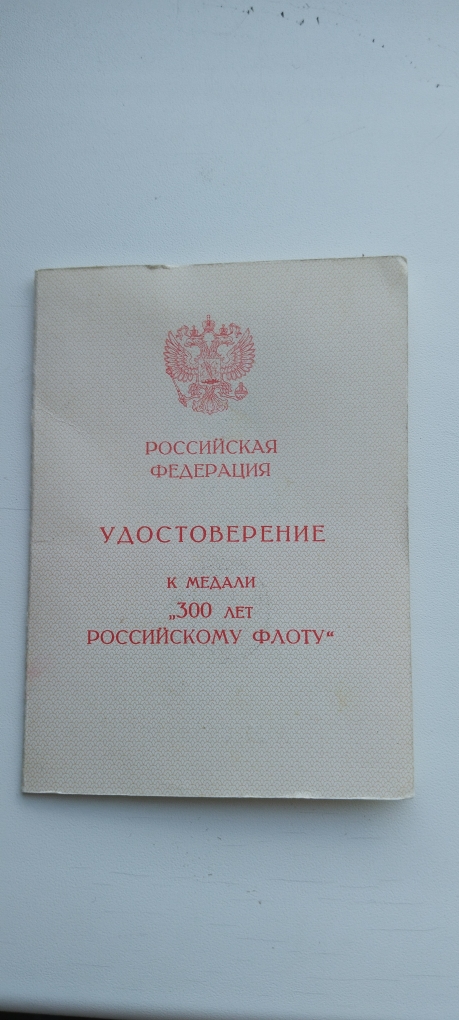 РОССИЙСКАЯ
ФЕДЕРАЦИЯ
УДОСТОВЕРЕНИЕ
К МЕДАЛИ
„300 ЛЕТ
РОССИЙСКОМУ ФЛОТУ“